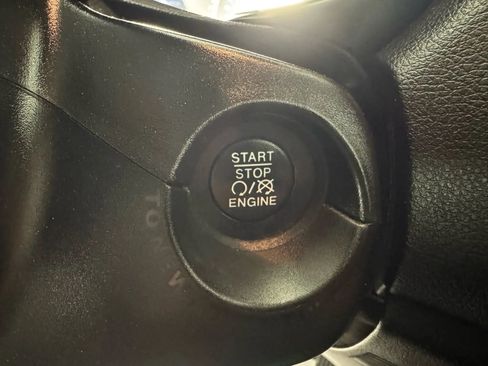 START
STOP
/
ENGINE